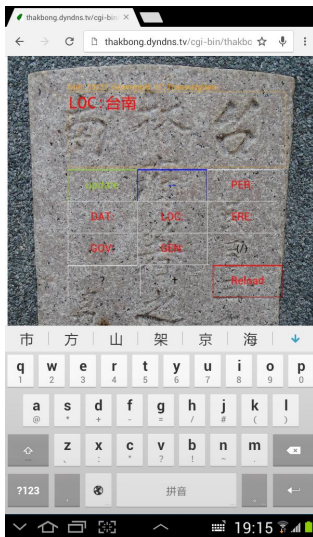 thakbong.dyndns.tv/cgi-bin/
thakbong.dyndns.tv/cgi-bin/thakbo
LOC:台南
PER
DAT LOC ERE
GOV GEN (/)
? † Reload
市 方 山 架 京 海
q w e r t y u i o p
1 2 3 4 5 6 7 8 9 0
a s d f g h j k l
@ * + - = / # ( )
z x c v b n m
?123 , 拼音 .
19:15